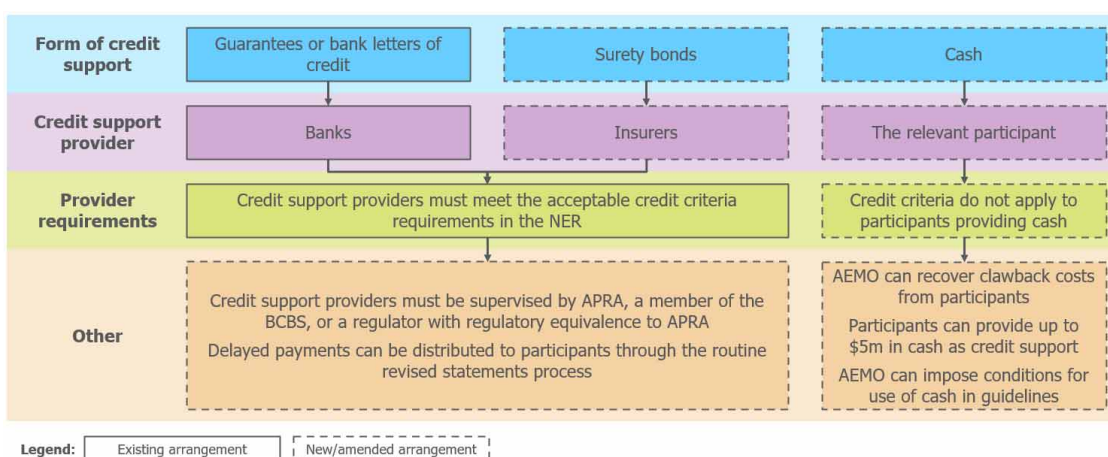 Form of credit
support
Guarantees or bank letters of
credit
Surety bonds
Cash
Credit support
provider
Banks
Insurers
The relevant participant
Provider
requirements
Credit support providers must meet the acceptable credit criteria
requirements in the NER
Credit criteria do not apply to
participants providing cash
Other
Credit support providers must be supervised by APRA, a member of the
BCBS, or a regulator with regulatory equivalence to APRA
Delayed payments can be distributed to participants through the routine
revised statements process
AEMO can recover clawback costs
from participants
Participants can provide up to
$5m in cash as credit support
AEMO can impose conditions for
use of cash in guidelines
Legend:
Existing arrangement
New/amended arrangement